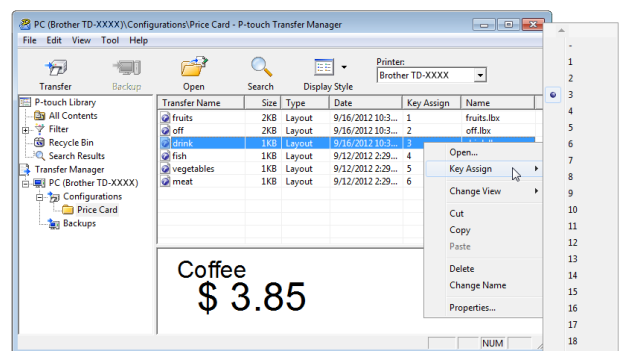 PC (Brother TD-XXXX)\Configurations\Price Card - P-touch Transfer Manager
File Edit View Tool Help
Transfer Backup Open Search Display Style Printer:
Brother TD-XXXX
P-touch Library
All Contents
Filter
Recycle Bin
Search Results
Transfer Manager
PC (Brother TD-XXXX)
Configurations
Price Card
Backups
Transfer Name Size Type Date Key Assign Name
fruits 2KB Layout 9/16/2012 10:3... 1 fruits.lbx
off 2KB Layout 9/16/2012 10:3... 2 off.lbx
drink 1KB Layout 9/16/2012 10:3... 3
fish 1KB Layout 9/12/2012 2:29... 4
vegetables 1KB Layout 9/12/2012 2:29... 5
meat 1KB Layout 9/12/2012 2:29... 6
Open...
Key Assign
Change View
Cut
Copy
Paste
Delete
Change Name
Properties...
-
1
2
3
4
5
6
7
8
9
10
11
12
13
14
15
16
17
18
Coffee
$ 3.85
NUM